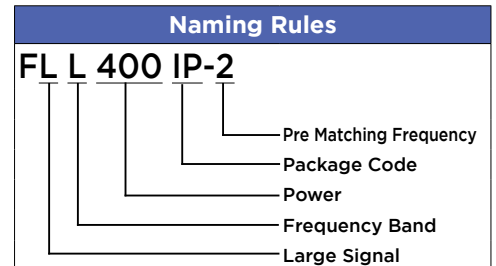 Naming Rules
FL L 400 IP-2
Pre Matching Frequency
Package Code
Power
Frequency Band
Large Signal